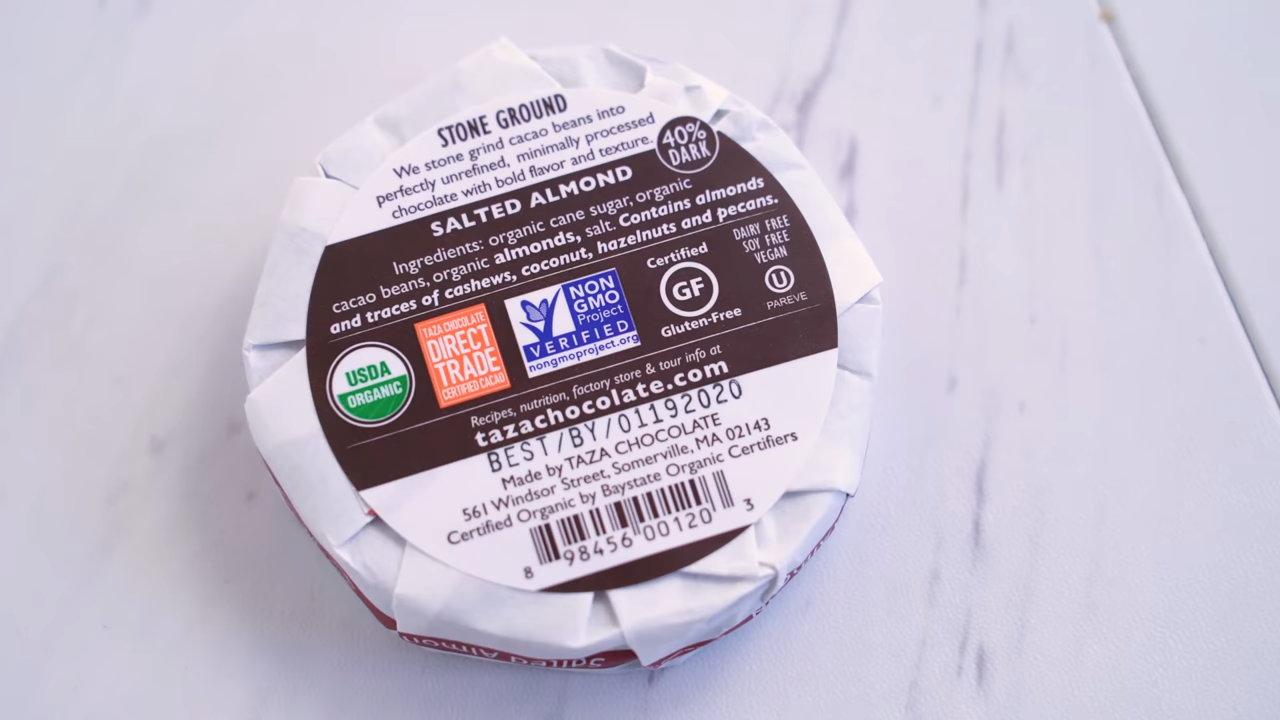 STONE GROUND
We stone grind cacao beans into
perfectly unrefined, minimally processed
chocolate with bold flavor and texture.
40%
DARK
SALTED ALMOND
Ingredients: organic cane sugar, organic
cacao beans, organic almonds, salt. Contains almonds
and traces of cashews, coconut, hazelnuts and pecans.
USDA
ORGANIC
TAZA CHOCOLATE
DIRECT
TRADE
CERTIFIED CACAO
NON
GMO
Project
VERIFIED
nongmoproject.org
Certified
GF
Gluten-Free
DAIRY FREE
SOY FREE
VEGAN
U
PAREVE
Recipes, nutrition, factory store & tour info at
tazachocolate.com
BEST/BY/01192020
Made by TAZA CHOCOLATE
561 Windsor Street, Somerville, MA 02143
Certified Organic by Baystate Organic Certifiers
8 98456 00120 3
Salted Almon